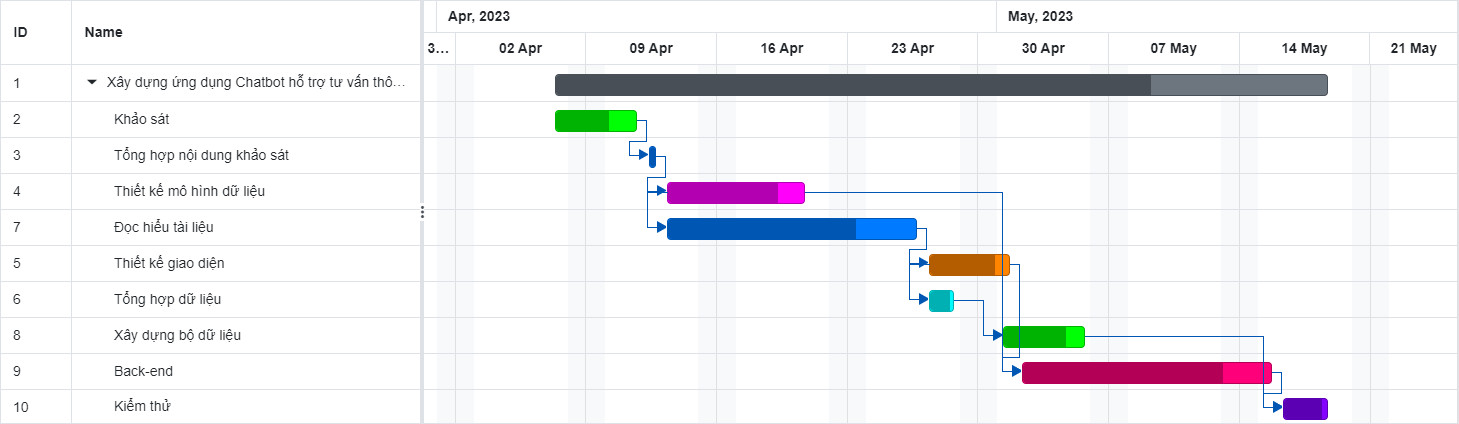 ID Name Apr, 2023 May, 2023
3... 02 Apr 09 Apr 16 Apr 23 Apr 30 Apr 07 May 14 May 21 May
1 Xây dựng ứng dụng Chatbot hỗ trợ tư vấn thô...
2 Khảo sát
3 Tổng hợp nội dung khảo sát
4 Thiết kế mô hình dữ liệu
7 Đọc hiểu tài liệu
5 Thiết kế giao diện
6 Tổng hợp dữ liệu
8 Xây dựng bộ dữ liệu
9 Back-end
10 Kiểm thử